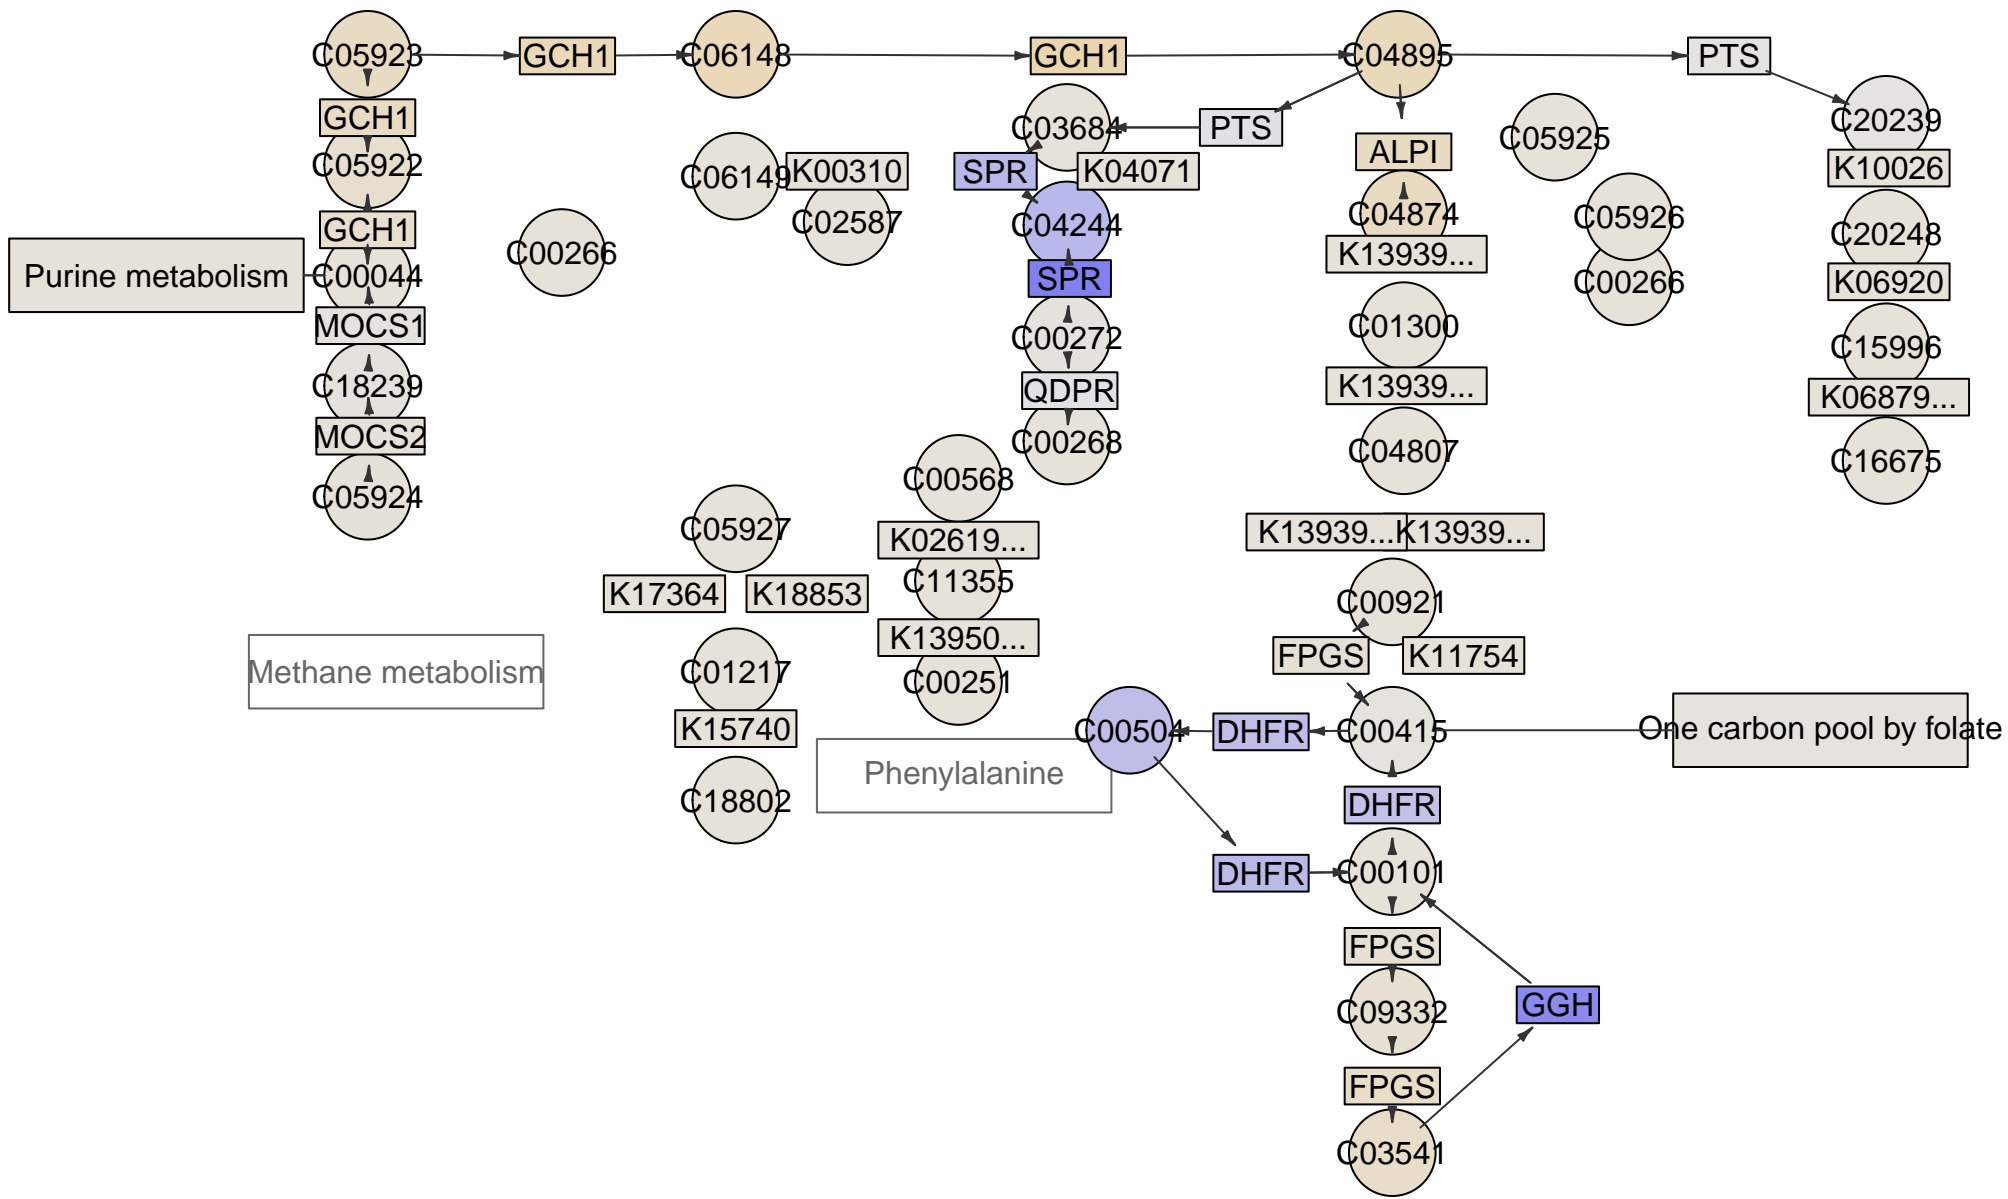 C05923
GCH1
C06148
GCH1
C04895
PTS
GCH1
C03684
PTS
C05925
C20239
C05922
C06149
K00310
SPR
K04071
ALPI
K10026
GCH1
C02587
C04244
C04874
C05926
C20248
C00266
K13939...
Purine metabolism
C00044
SPR
C00266
K06920
MOCS1
C00272
C01300
C15996
C18239
QDPR
K13939...
K06879...
MOCS2
C00268
C04807
C16675
C05924
C00568
C05927
K02619...
K13939...
K13939...
K17364
K18853
C11355
C00921
K13950...
FPGS
K11754
Methane metabolism
C01217
C00251
K15740
C00504
DHFR
C00415
One carbon pool by folate
Phenylalanine
C18802
DHFR
DHFR
C00101
FPGS
C09332
GGH
FPGS
C03541